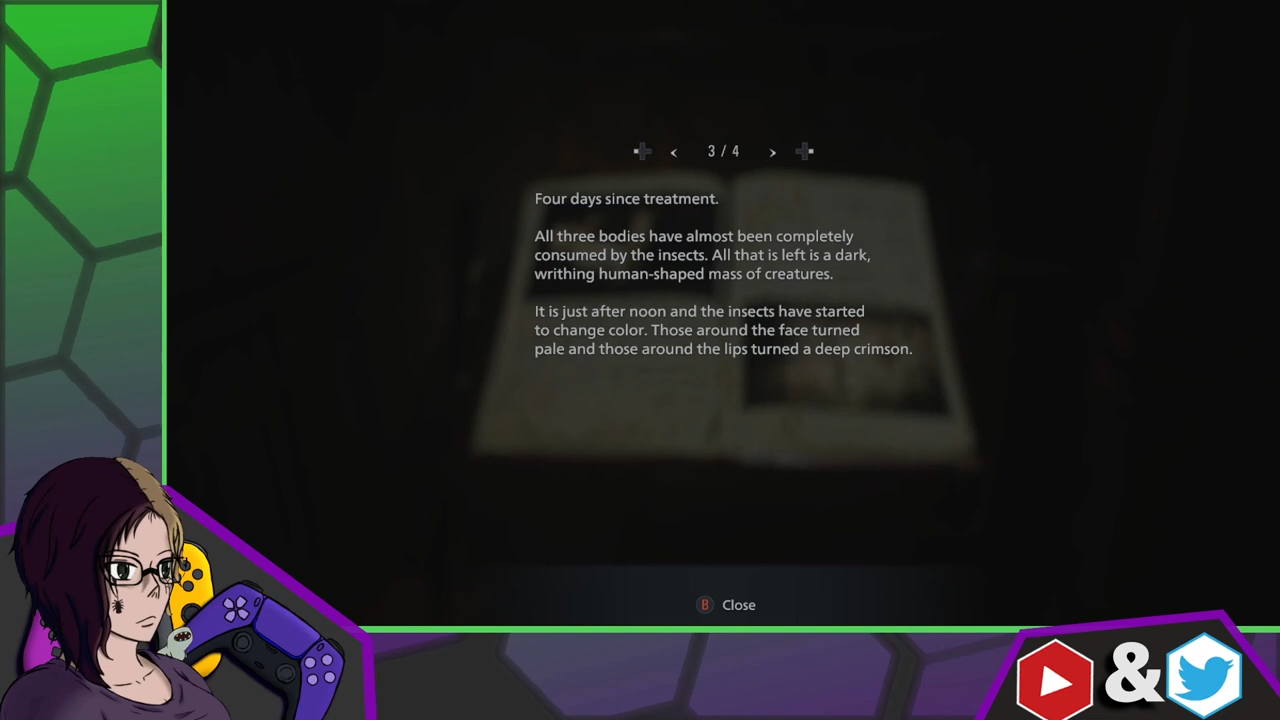 < 3 / 4 >
Four days since treatment.
All three bodies have almost been completely
consumed by the insects. All that is left is a dark,
writhing human-shaped mass of creatures.
It is just after noon and the insects have started
to change color. Those around the face turned
pale and those around the lips turned a deep crimson.
B Close
&